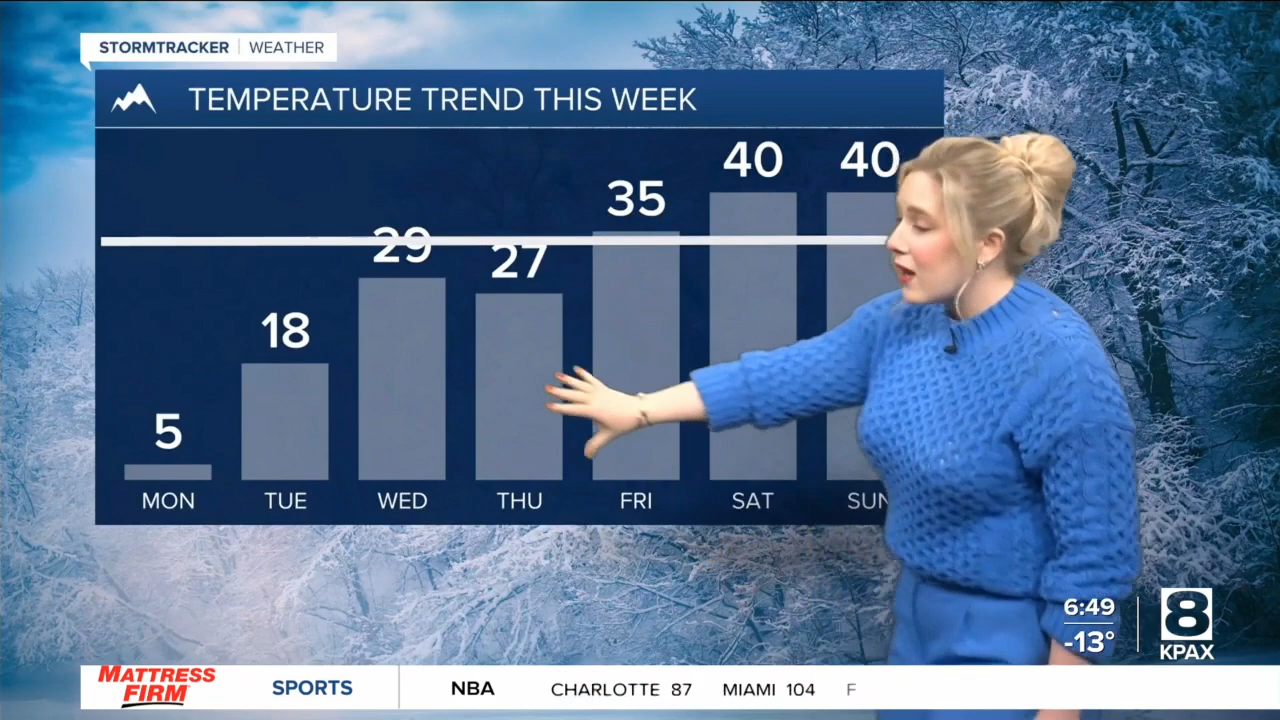 STORMTRACKER | WEATHER
TEMPERATURE TREND THIS WEEK
5 18 29 27 35 40 40
MON TUE WED THU FRI SAT SUN
6:49
-13°
8
KPAX
MATTRESS FIRM SPORTS NBA CHARLOTTE 87 MIAMI 104 F